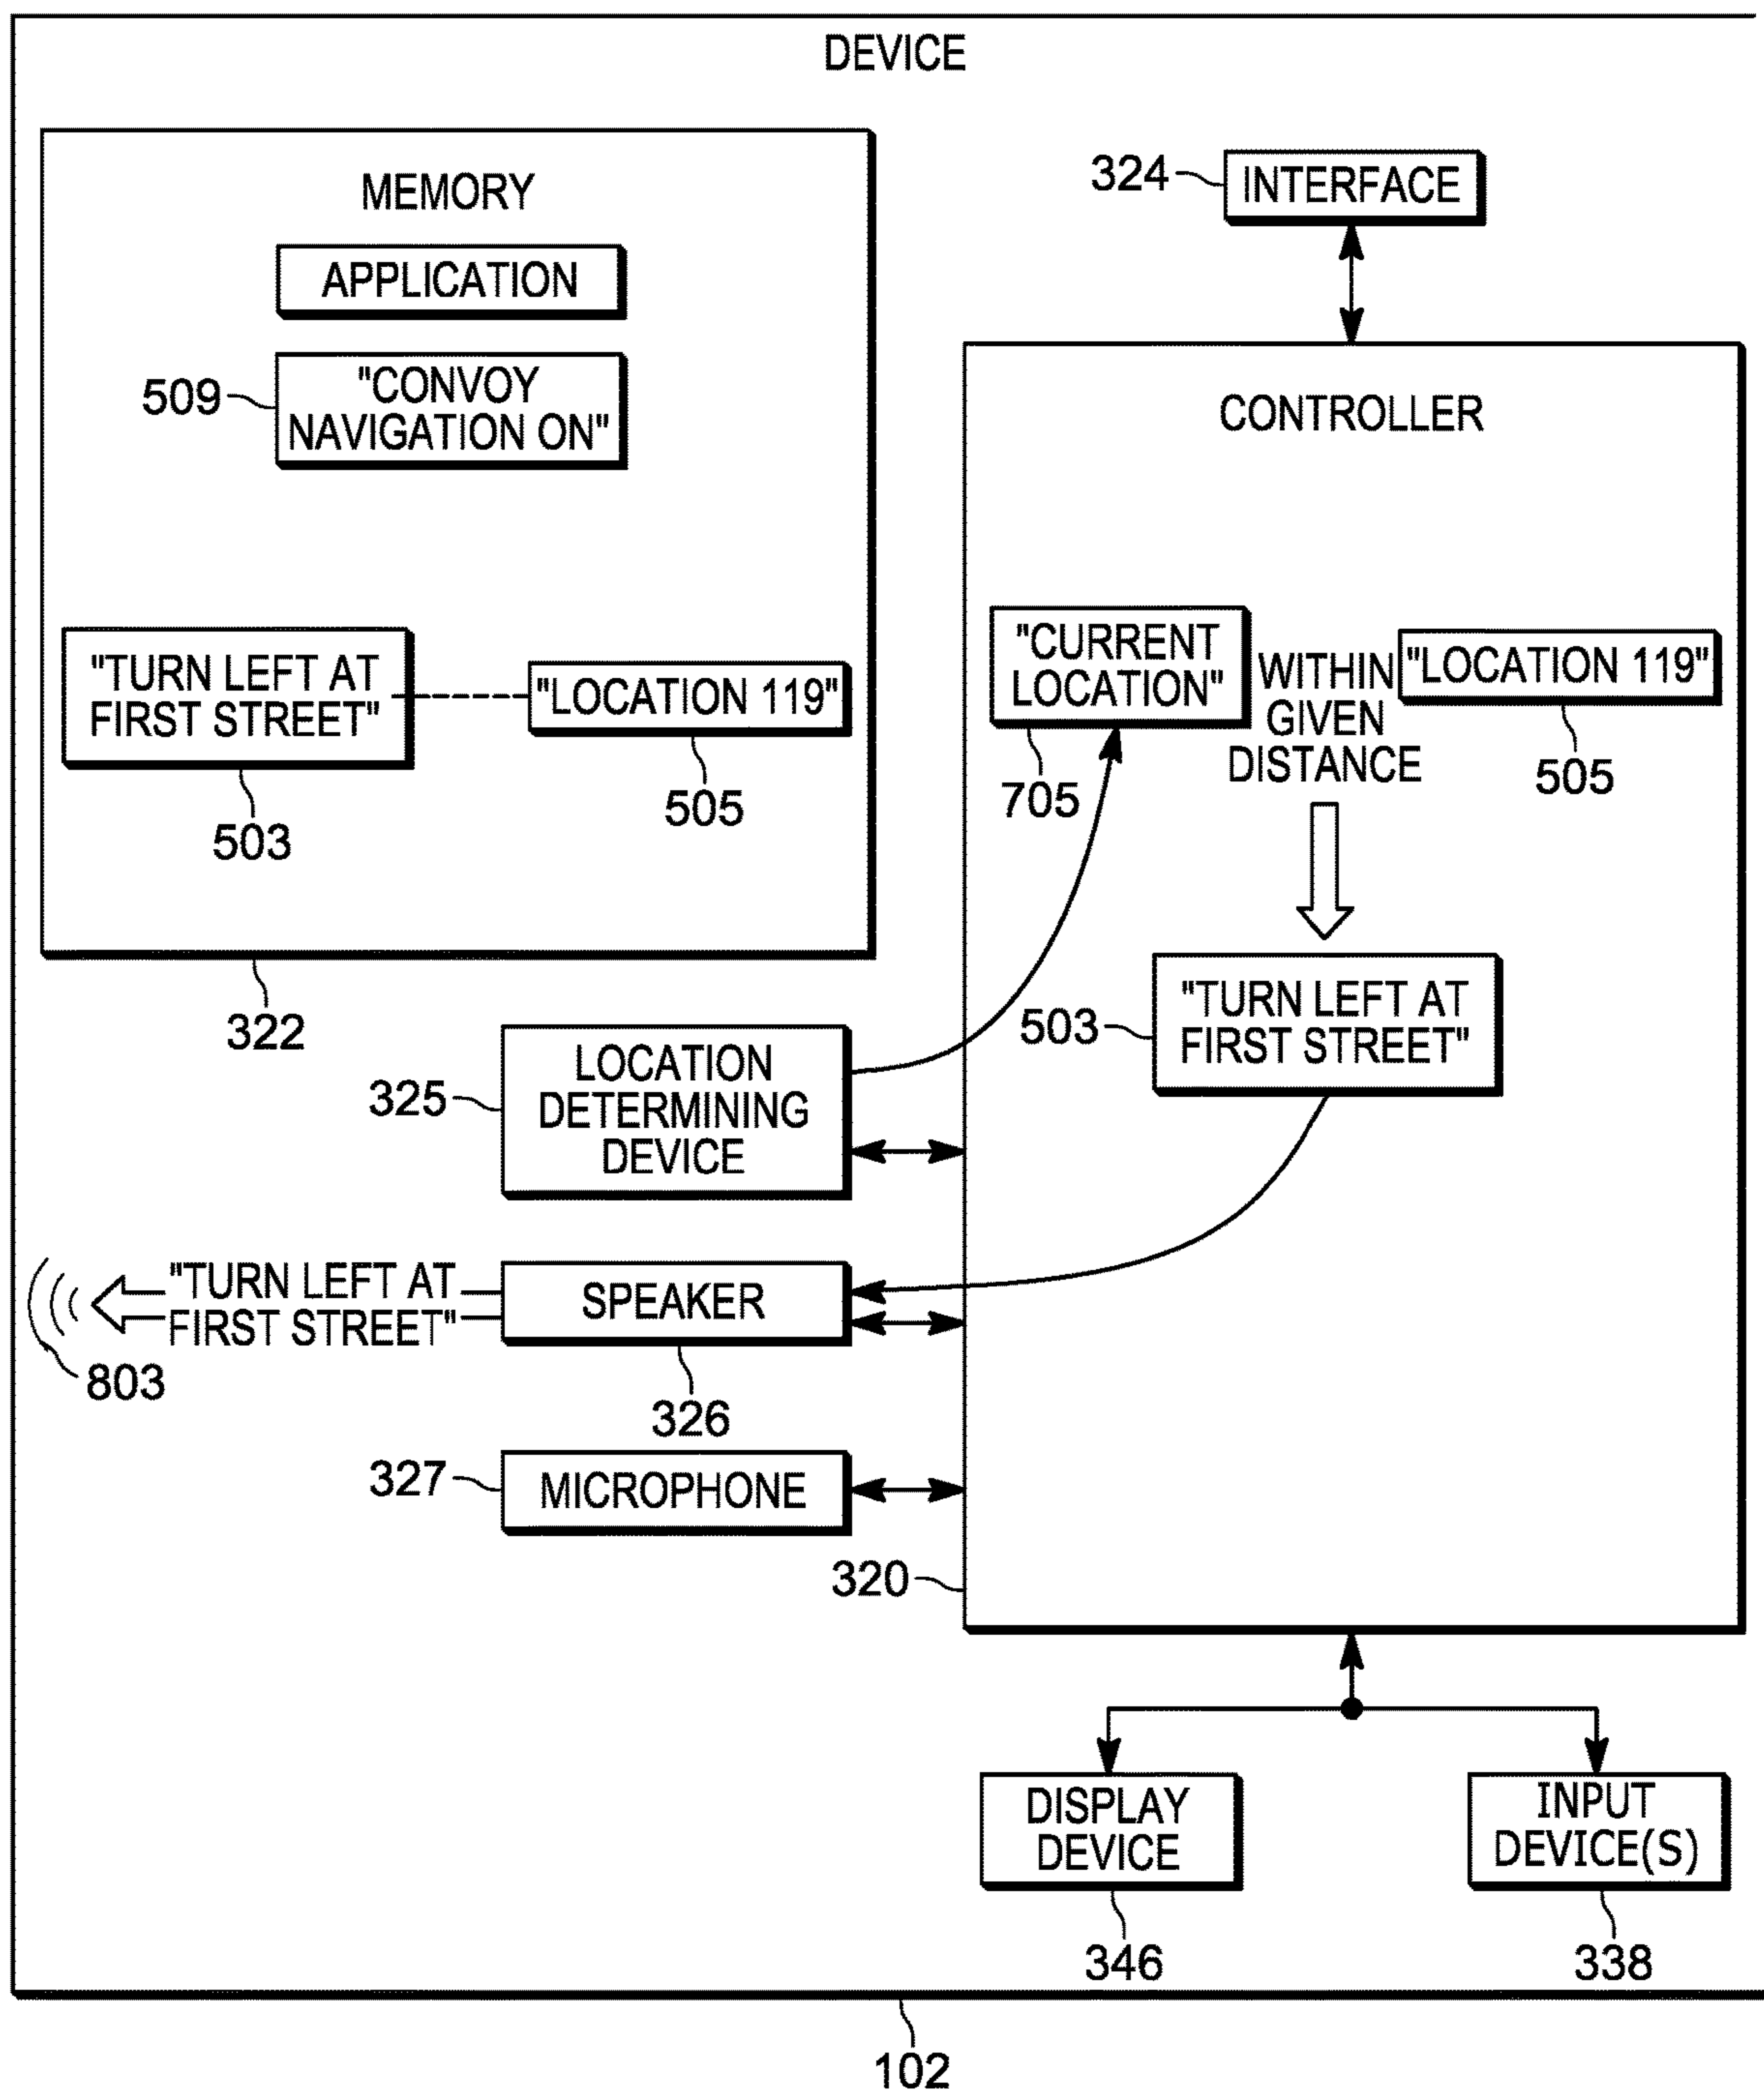 DEVICE
MEMORY
APPLICATION
509
"CONVOY
NAVIGATION ON"
"TURN LEFT AT
FIRST STREET"
503
"LOCATION 119"
505
322
324
INTERFACE
CONTROLLER
"CURRENT
LOCATION"
705
WITHIN
GIVEN
DISTANCE
"LOCATION 119"
505
503
"TURN LEFT AT
FIRST STREET"
325
LOCATION
DETERMINING
DEVICE
803
"TURN LEFT AT
FIRST STREET"
SPEAKER
326
327
MICROPHONE
320
DISPLAY
DEVICE
346
INPUT
DEVICE(S)
338
102